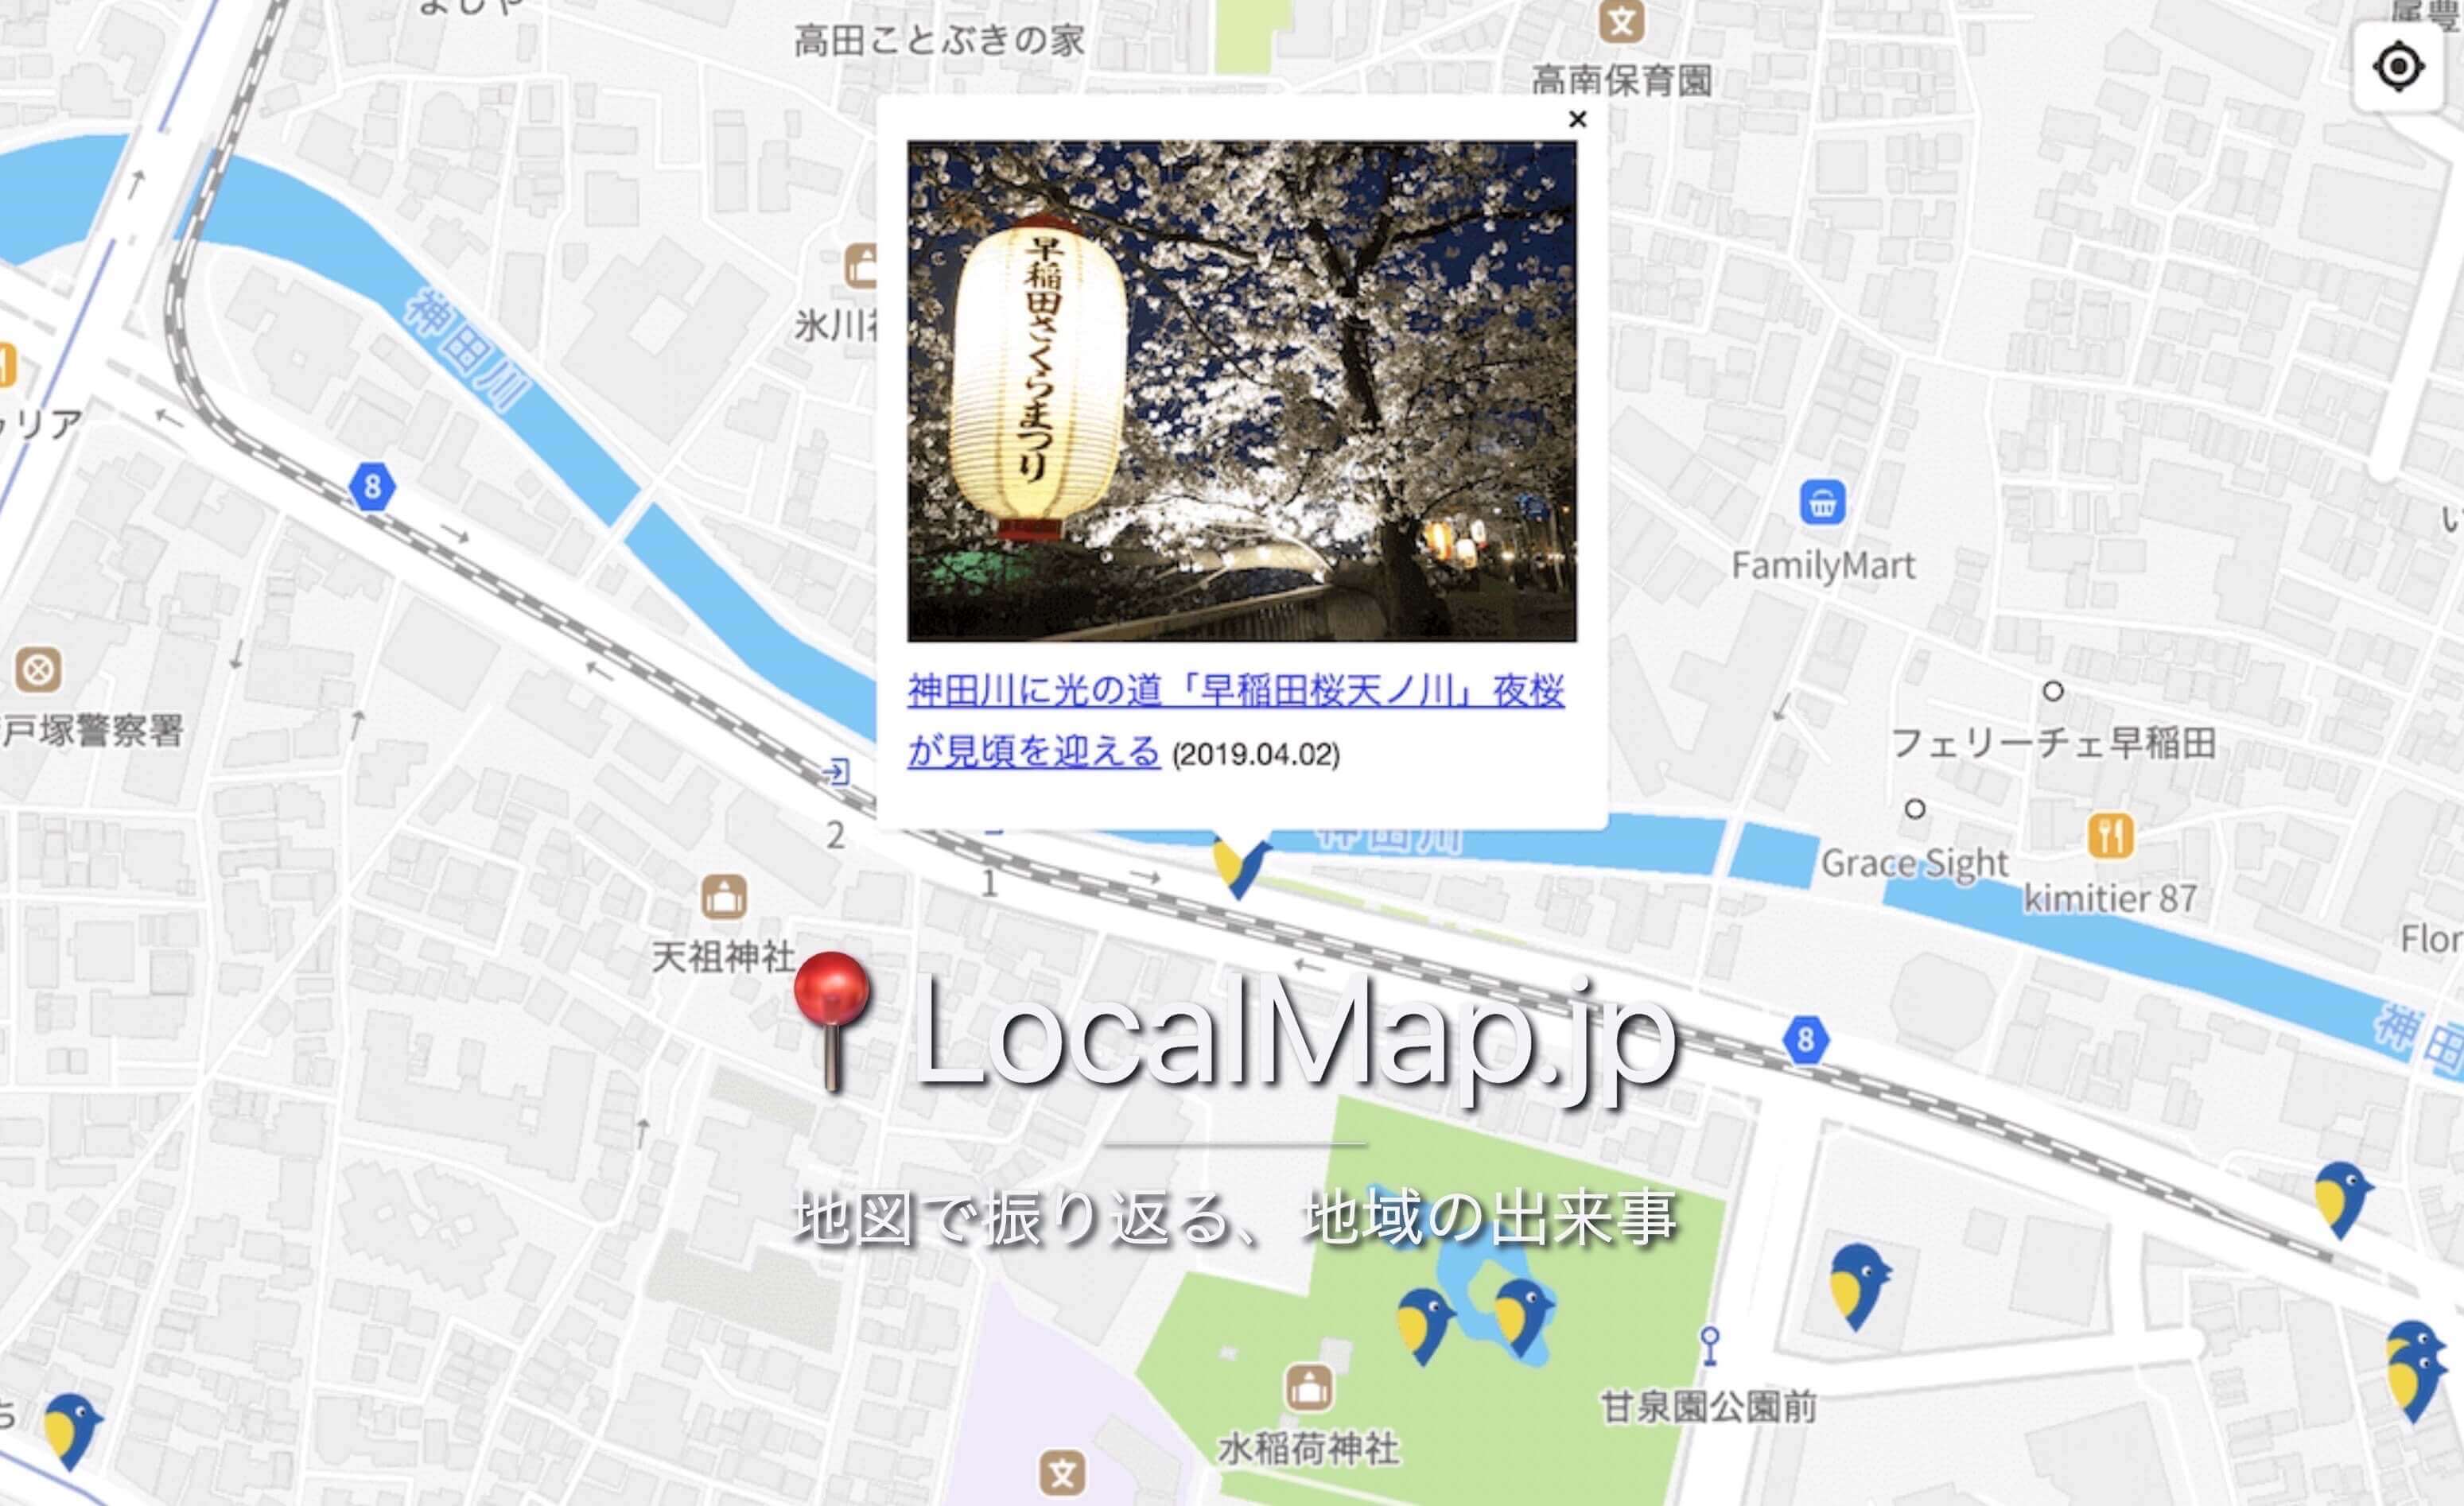 高田ことぶきの家
高南保育園
×
早稲田さくらまつり
神田川
8
FamilyMart
神田川に光の道「早稲田桜天ノ川」夜桜
が見頃を迎える (2019.04.02)
戸塚警察署
フェリーチェ早稲田
2
神田川
1
Grace Sight
kimitier 87
天祖神社
LocalMap.jp
8
地図で振り返る、地域の出来事
甘泉園公園前
水稲荷神社
文
文